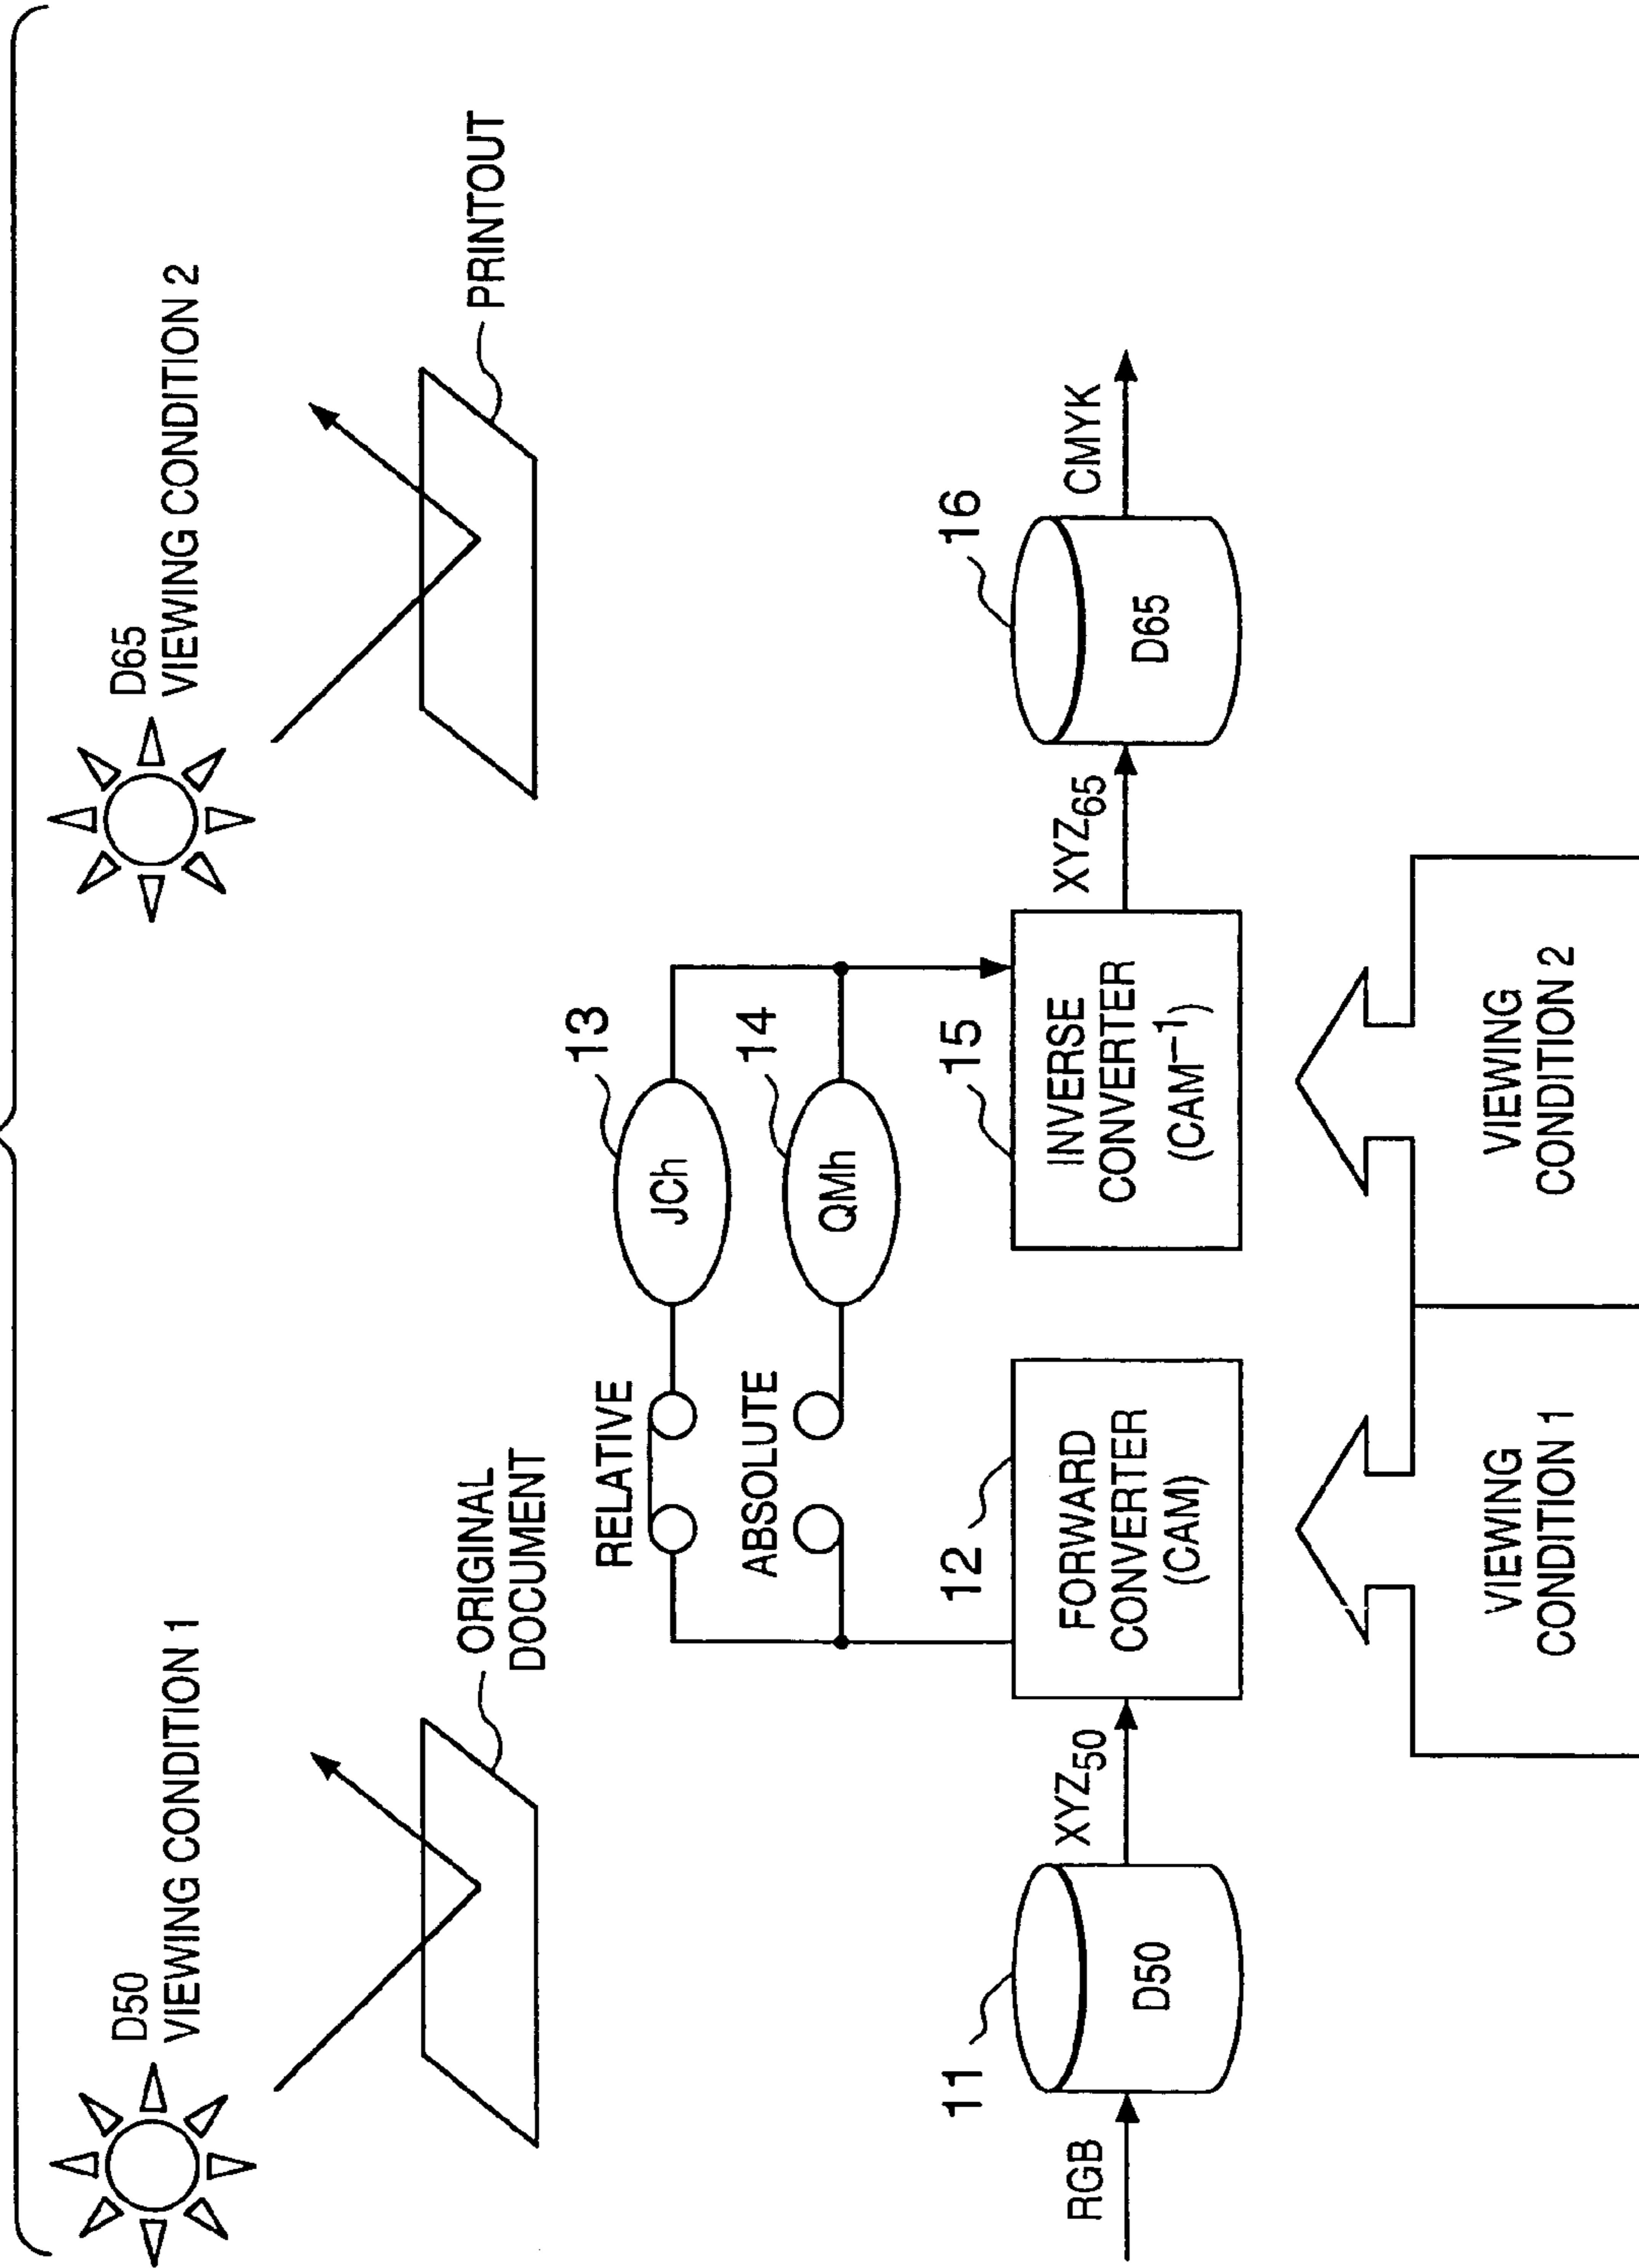 D50
VIEWING CONDITION 1
D65
VIEWING CONDITION 2
ORIGINAL
DOCUMENT
PRINTOUT
RELATIVE
13
JCh
ABSOLUTE
14
QMh
11
12
15
16
RGB
D50
XYZ50
FORWARD
CONVERTER
(CAM)
INVERSE
CONVERTER
(CAM–1)
XYZ65
D65
CMYK
VIEWING
CONDITION 1
VIEWING
CONDITION 2